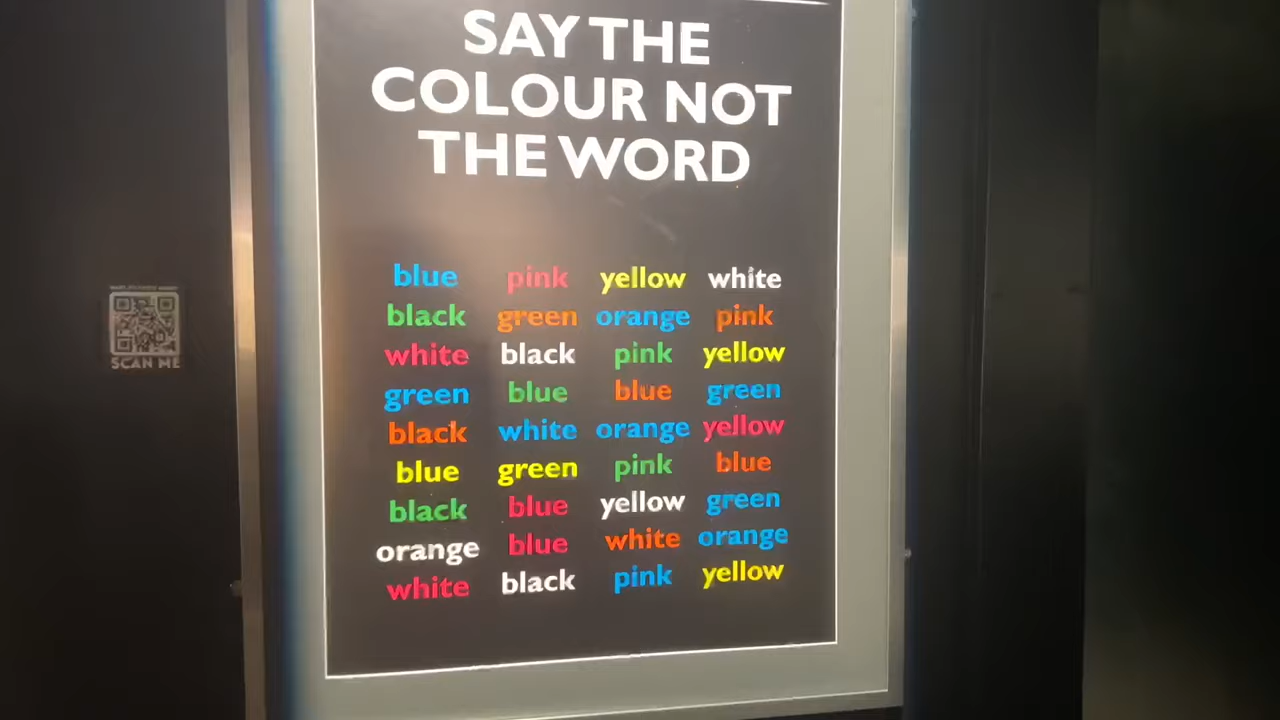 SAY THE
COLOUR NOT
THE WORD
blue pink yellow white
black green orange pink
white black pink yellow
green blue blue green
black white orange yellow
blue green pink blue
black blue yellow green
orange blue white orange
white black pink yellow
SCAN ME